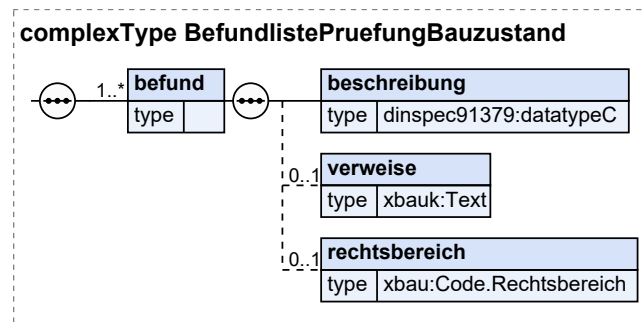 complexType BefundlistePruefungBauzustand
1..*
befund
type
beschreibung
type dinspec91379:datatypeC
0..1
verweise
type xbauk:Text
0..1
rechtsbereich
type xbau:Code.Rechtsbereich